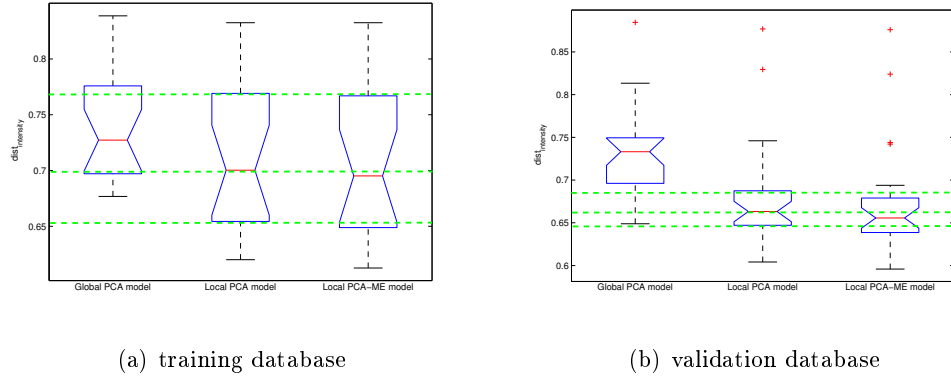 0.8
0.75
0.7
0.65
dist_intensity
Global PCA model
Local PCA model
Local PCA−ME model
(a) training database
0.85
0.8
0.75
0.7
0.65
0.6
dist_intensity
Global PCA model
Local PCA model
Local PCA−ME model
(b) validation database